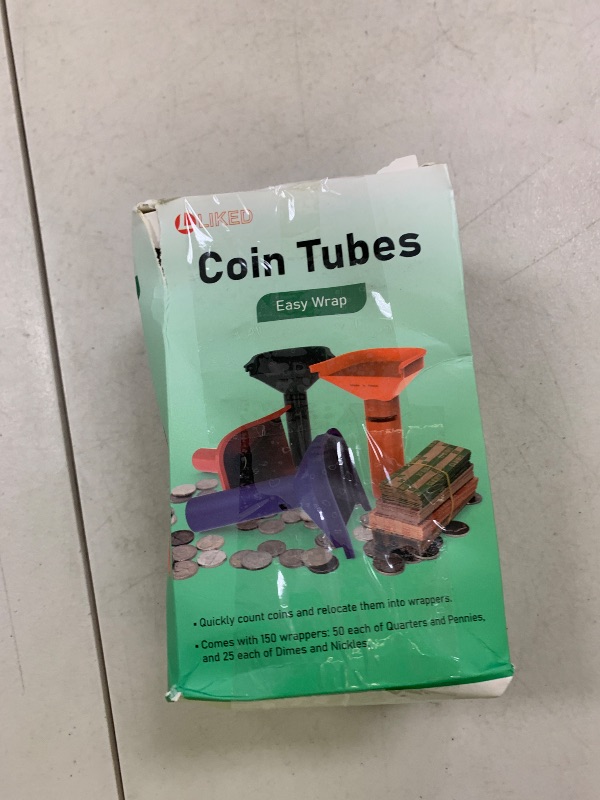 LIKED
Coin Tubes
Easy Wrap
• Quickly count coins and relocate them into wrappers.
• Comes with 150 wrappers: 50 each of Quarters and Pennies,
and 25 each of Dimes and Nickles.